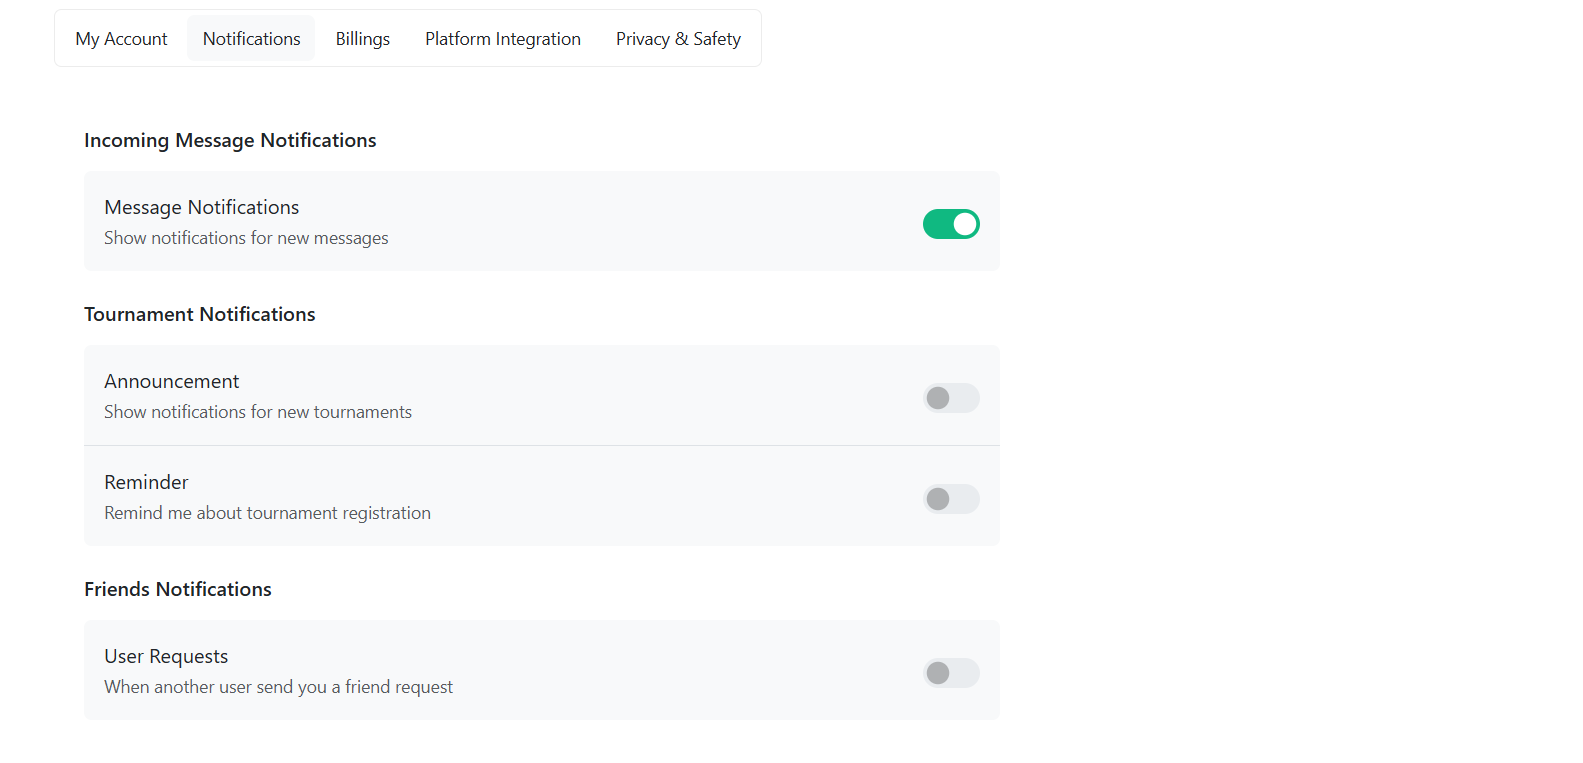 My Account Notifications Billings Platform Integration Privacy & Safety
Incoming Message Notifications
Message Notifications
Show notifications for new messages
Tournament Notifications
Announcement
Show notifications for new tournaments
Reminder
Remind me about tournament registration
Friends Notifications
User Requests
When another user send you a friend request